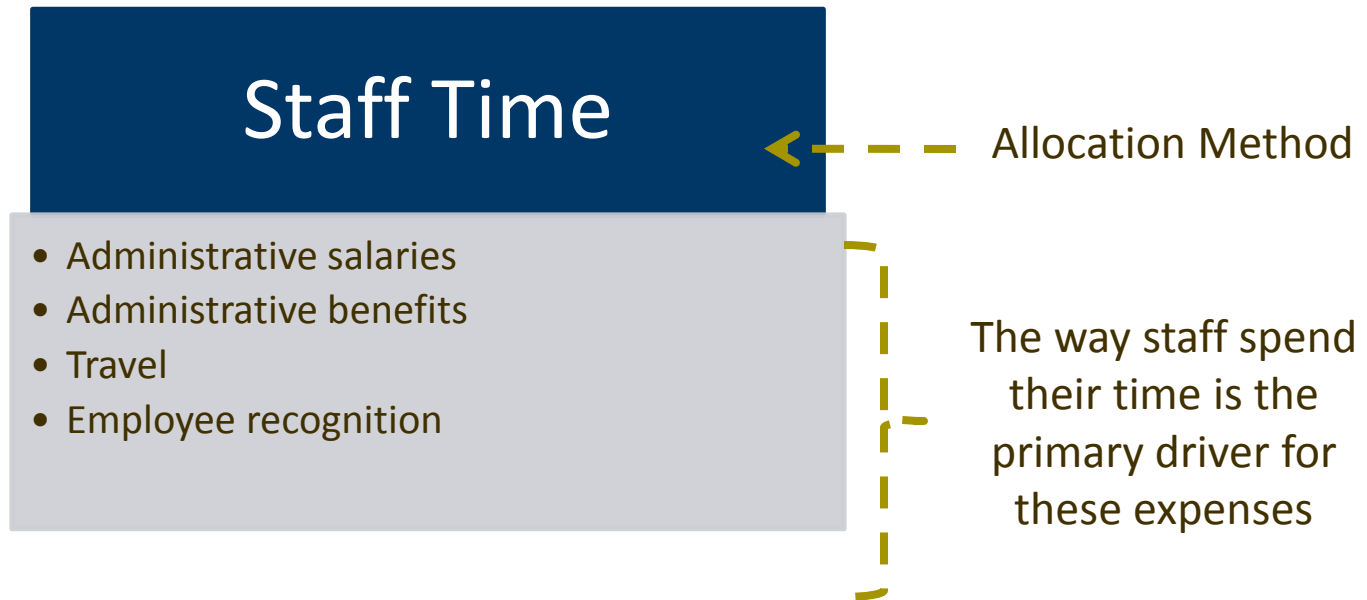 Staff Time
Allocation Method
• Administrative salaries
• Administrative benefits
• Travel
• Employee recognition
The way staff spend
their time is the
primary driver for
these expenses